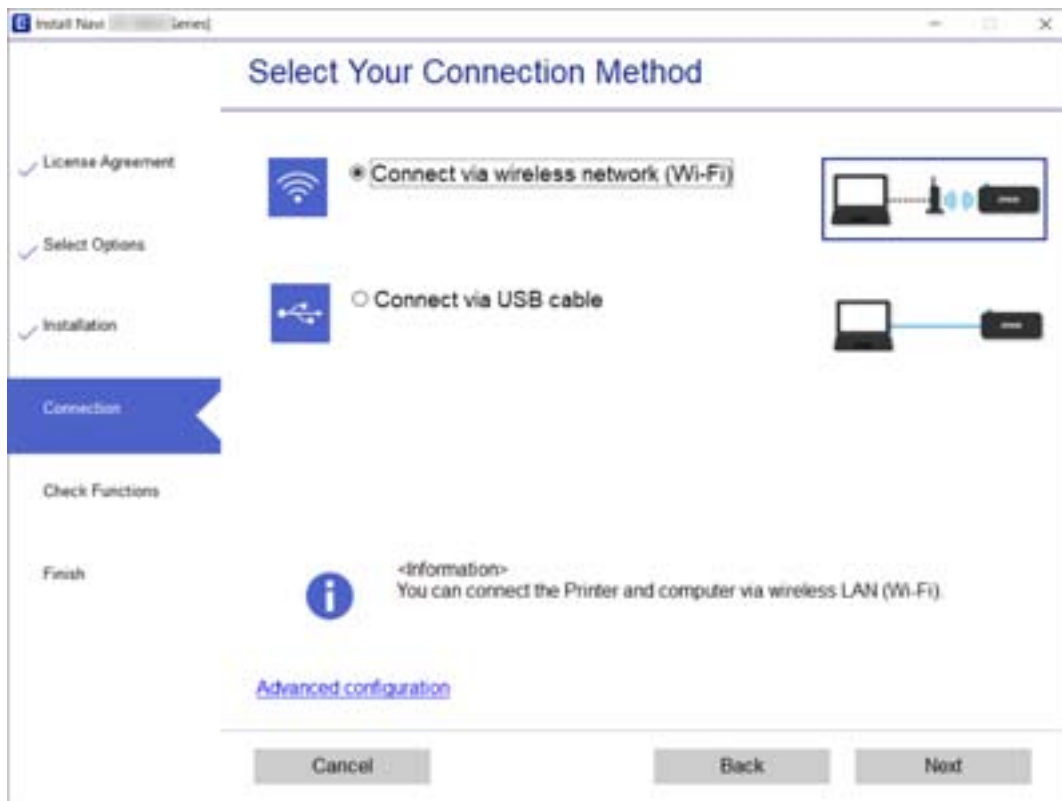 Install Navi Series]
Select Your Connection Method
License Agreement
Select Options
Installation
Connection
Check Functions
Finish
Connect via wireless network (Wi-Fi)
Connect via USB cable
<Information>
You can connect the Printer and computer via wireless LAN (Wi-Fi).
Advanced configuration
Cancel
Back
Next